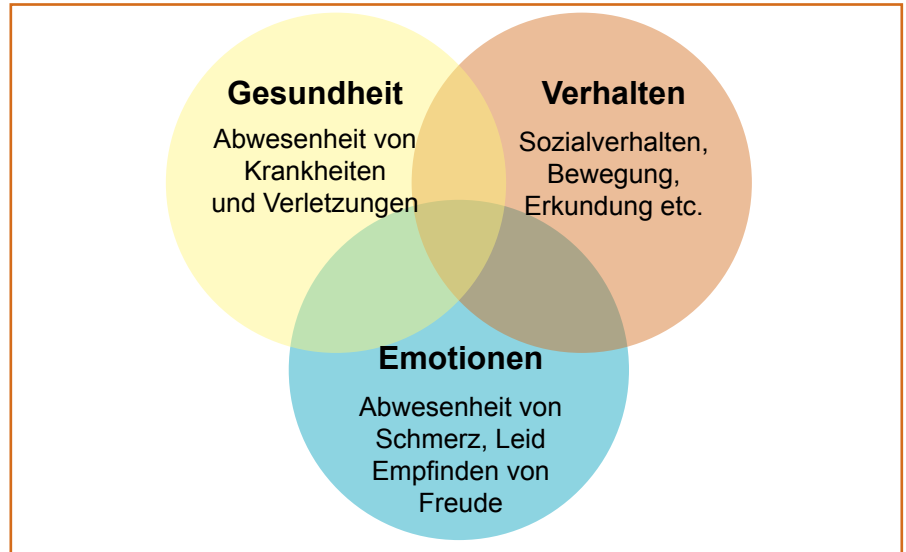 Gesundheit
Abwesenheit von
Krankheiten
und Verletzungen
Verhalten
Sozialverhalten,
Bewegung,
Erkundung etc.
Emotionen
Abwesenheit von
Schmerz, Leid
Empfinden von
Freude